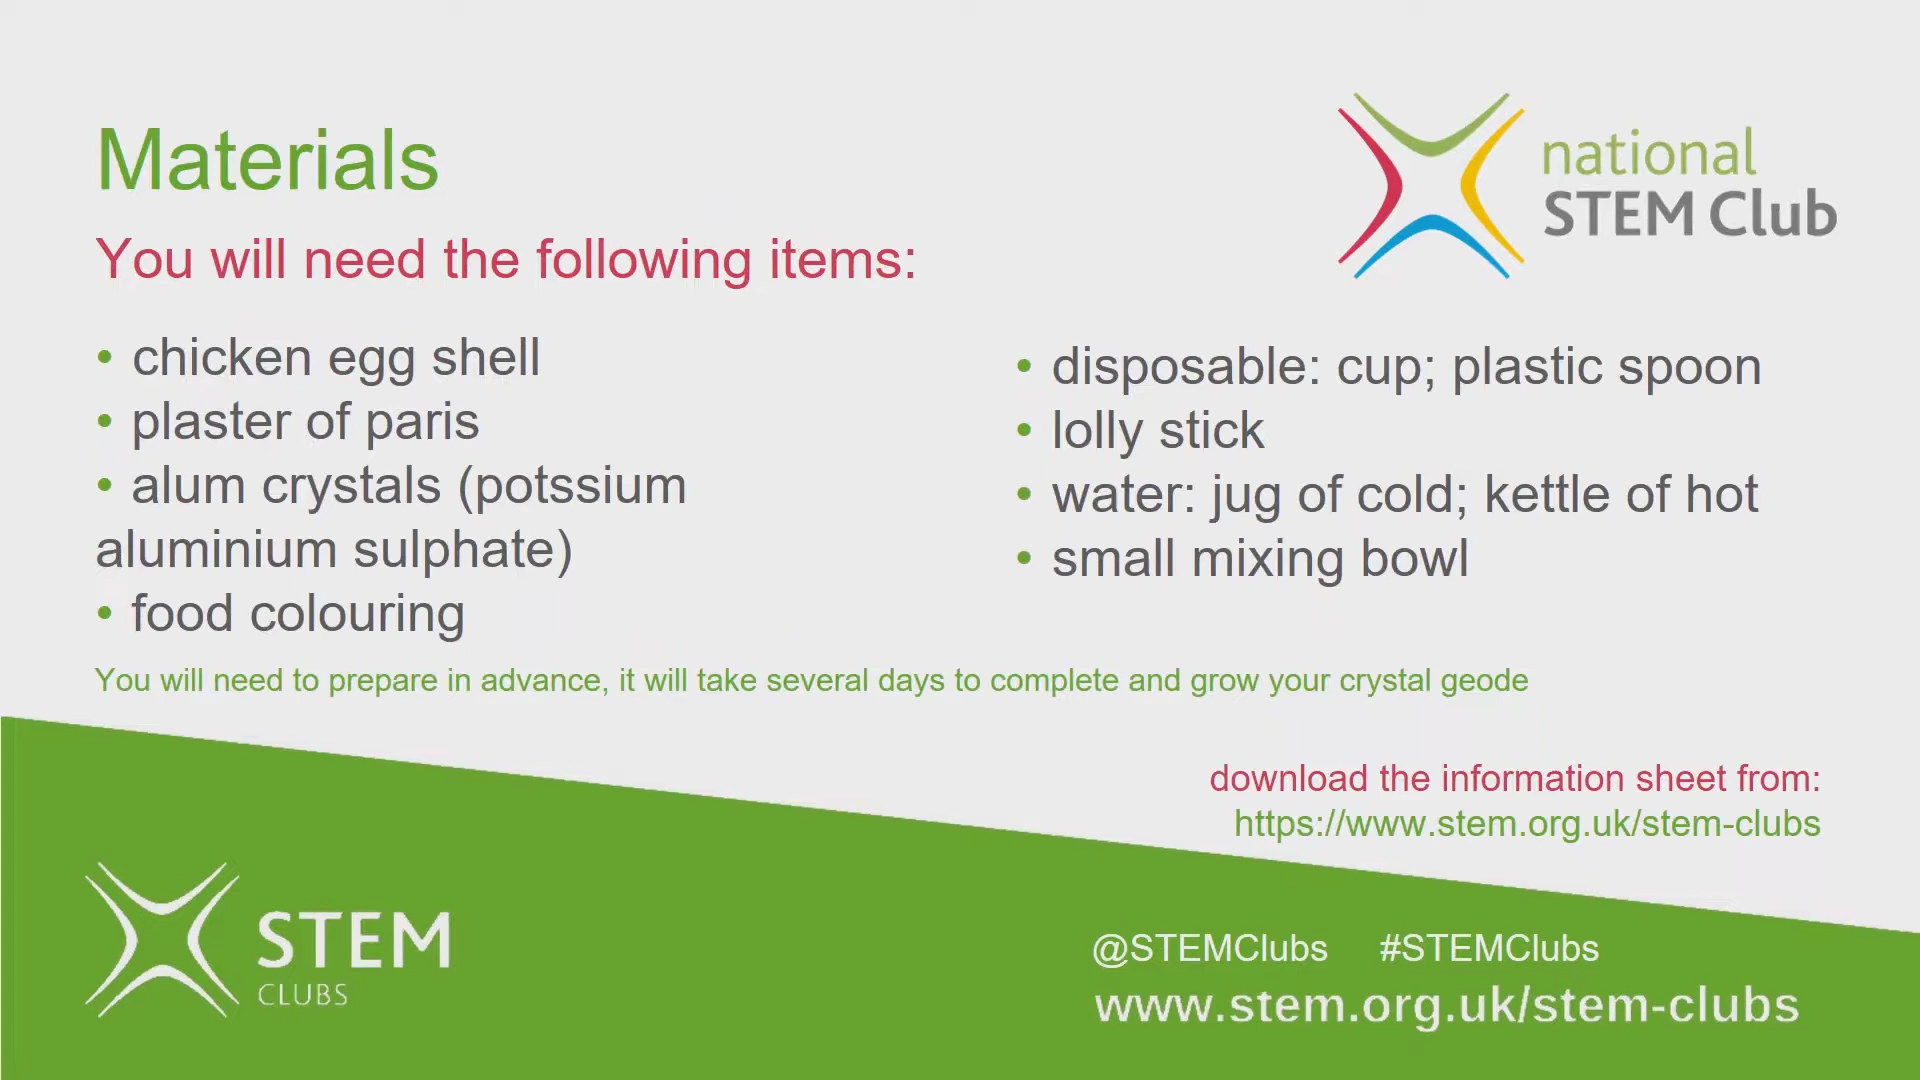 Materials
national
STEM Club
You will need the following items:
• chicken egg shell
• plaster of paris
• alum crystals (potssium
aluminium sulphate)
• food colouring
• disposable: cup; plastic spoon
• lolly stick
• water: jug of cold; kettle of hot
• small mixing bowl
You will need to prepare in advance, it will take several days to complete and grow your crystal geode
download the information sheet from:
https://www.stem.org.uk/stem-clubs
STEM
CLUBS
@STEMClubs #STEMClubs
www.stem.org.uk/stem-clubs